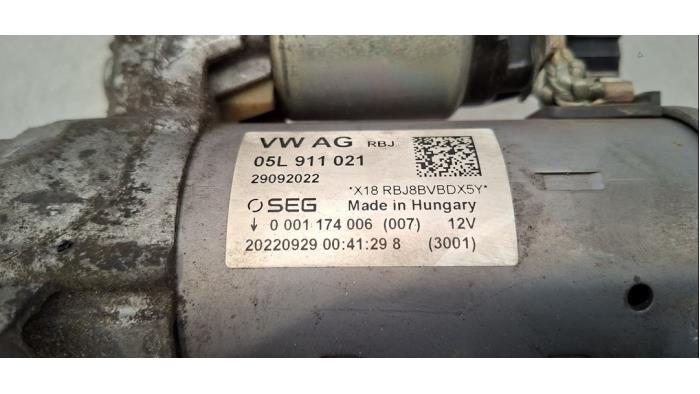 VW AG RBJ
05L 911 021
29092022
*X18 RBJ8BVBDX5Y*
SEG Made in Hungary
↓ 0 001 174 006 (007) 12V
20220929 00:41:29 8 (3001)